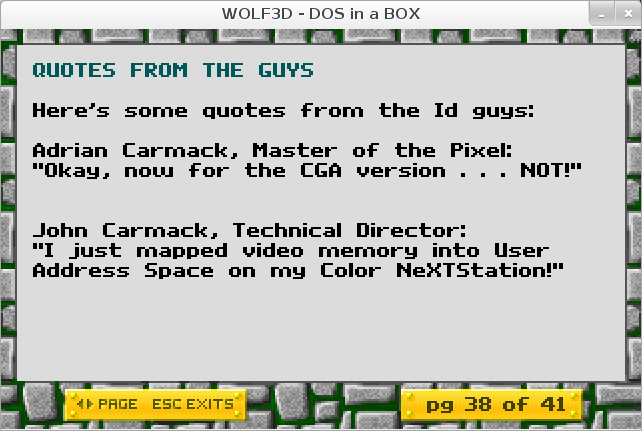 WOLF3D - DOS in a BOX
QUOTES FROM THE GUYS
Here's some quotes from the Id guys:
Adrian Carmack, Master of the Pixel:
"Okay, now for the CGA version . . . NOT!"
John Carmack, Technical Director:
"I just mapped video memory into User
Address Space on my Color NeXTStation!"
PAGE ESC EXITS
pg 38 of 41